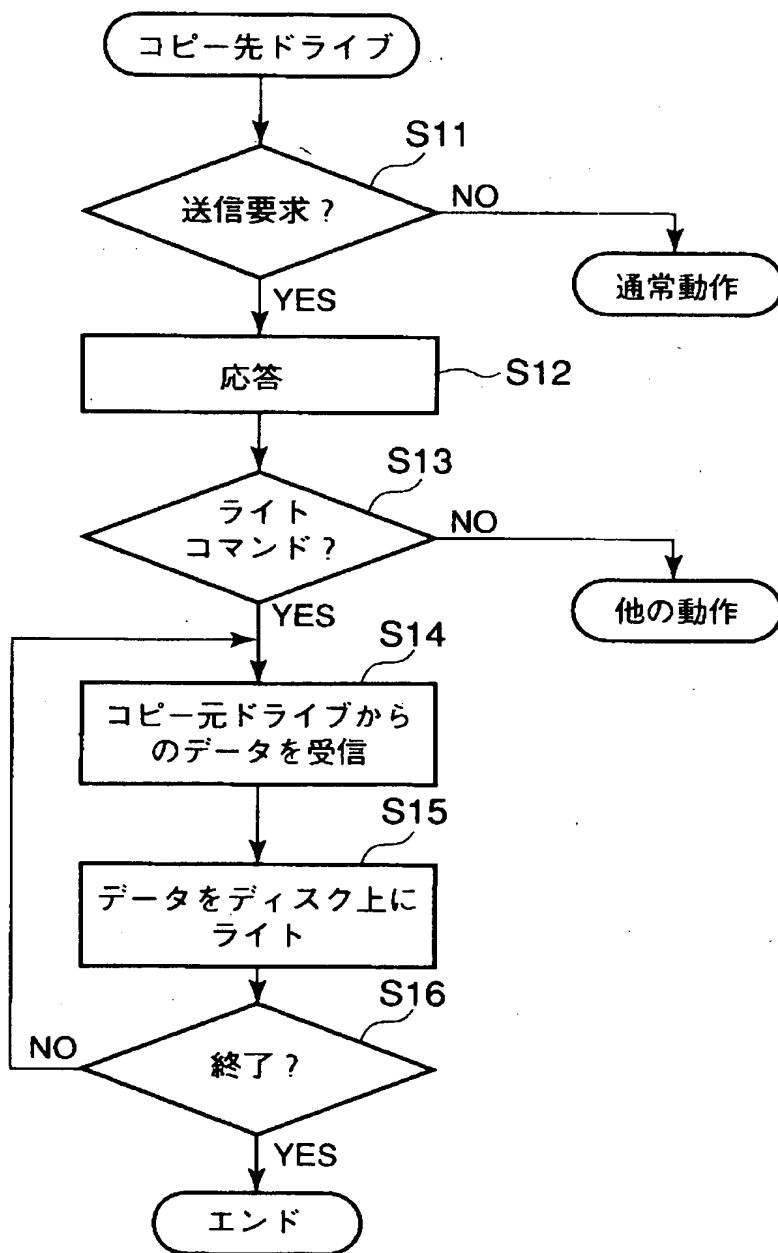 コピー先ドライブ
S11
送信要求?
NO
通常動作
YES
応答
S12
S13
ライト
コマンド?
NO
他の動作
YES
S14
コピー元ドライブから
のデータを受信
S15
データをディスク上に
ライト
S16
終了?
NO
YES
エンド